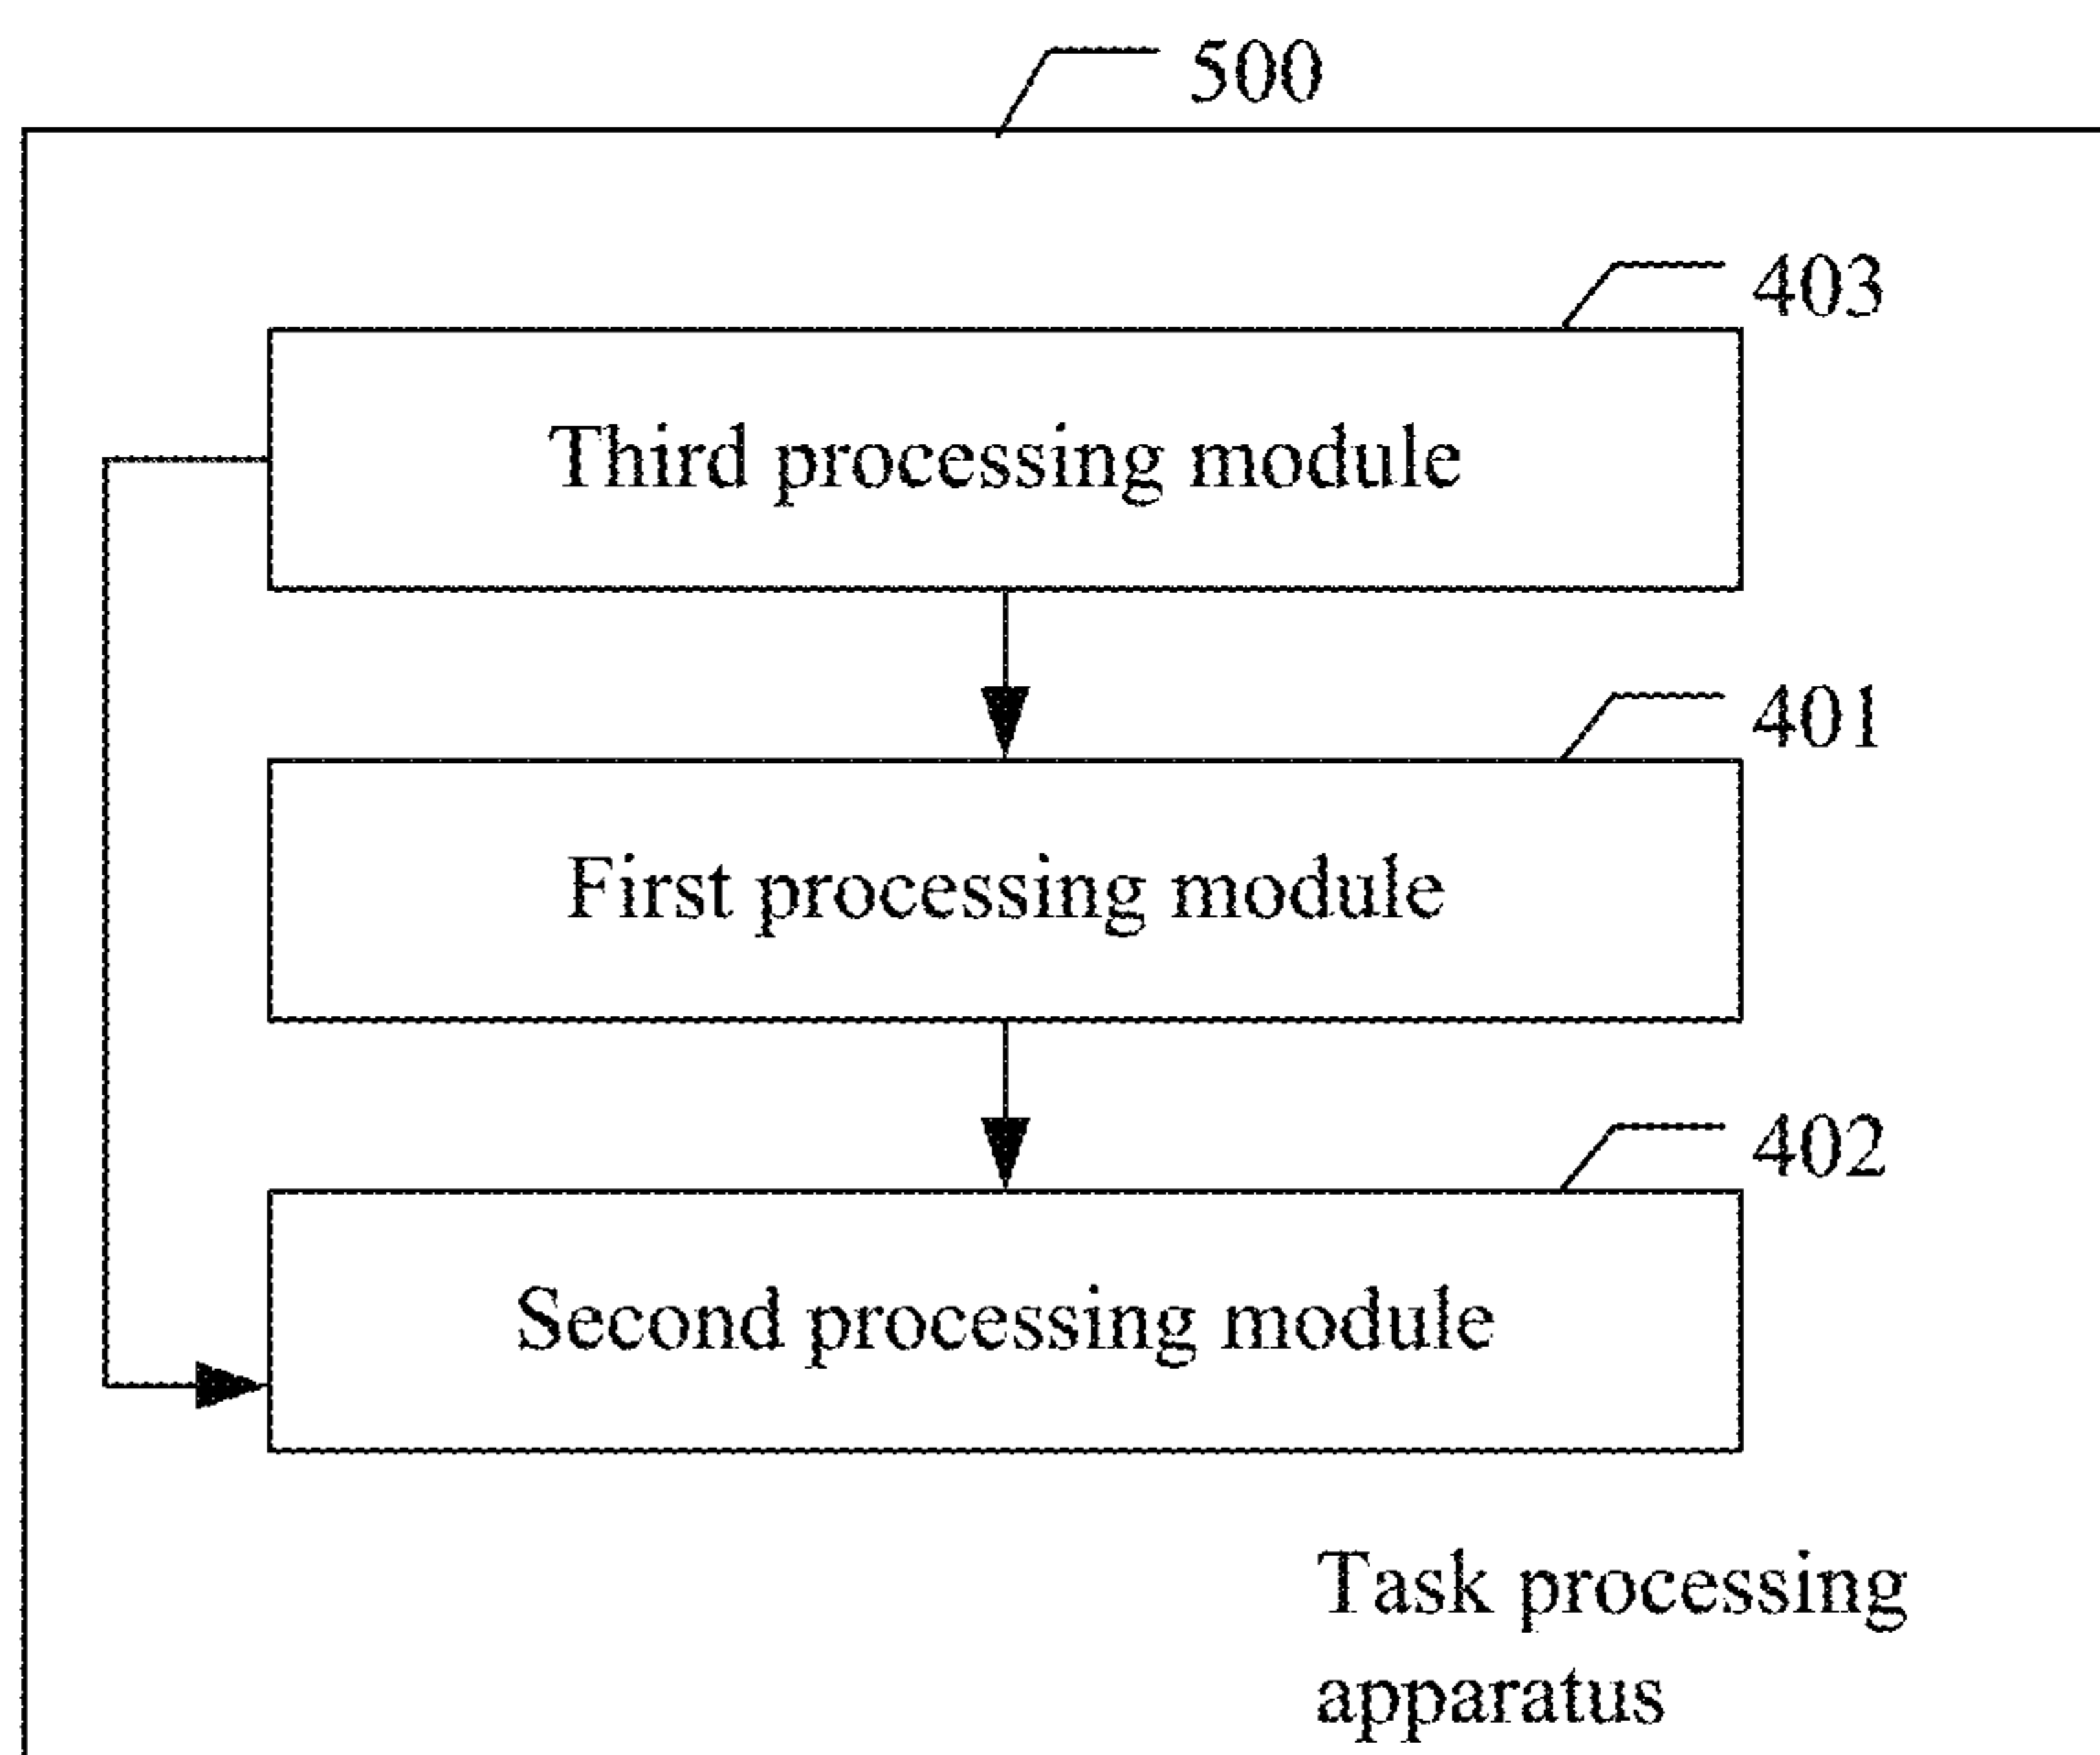 500
403
Third processing module
401
First processing module
402
Second processing module
Task processing
apparatus